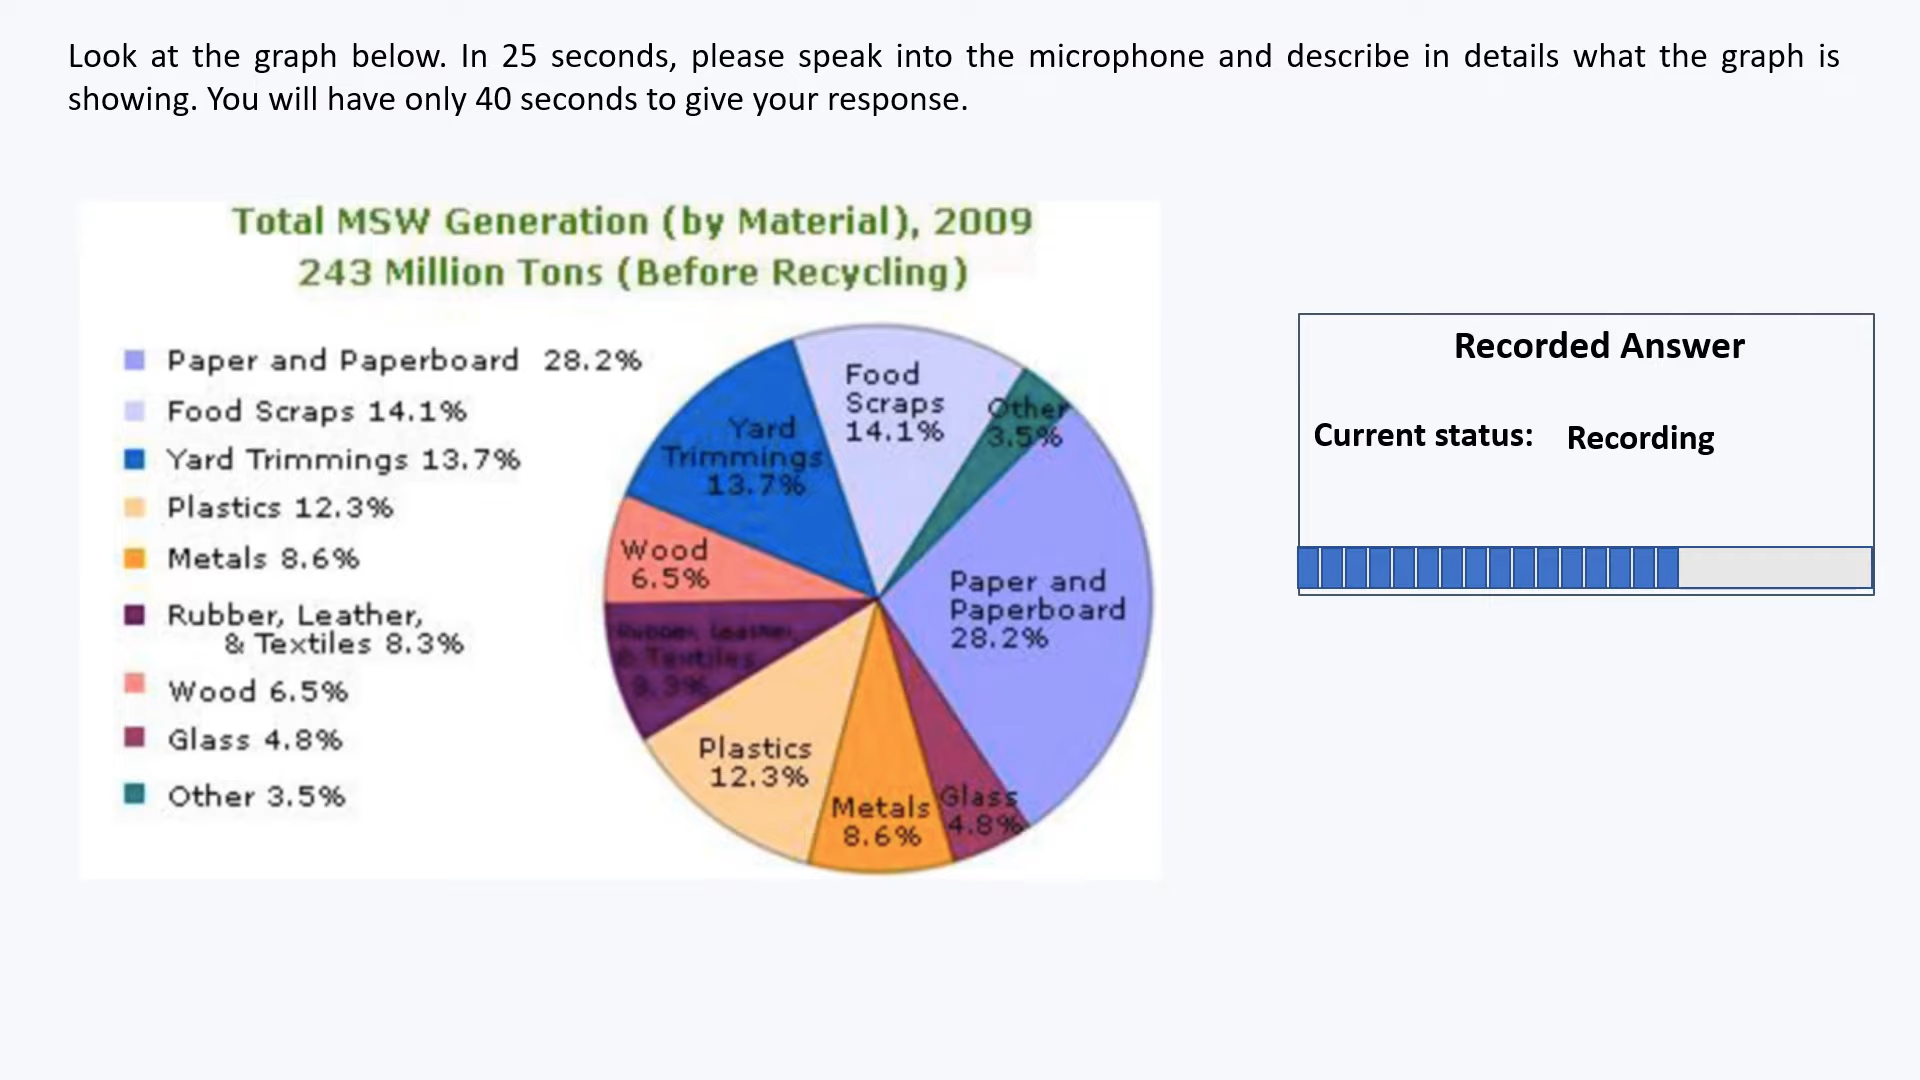 Look at the graph below. In 25 seconds, please speak into the microphone and describe in details what the graph is
showing. You will have only 40 seconds to give your response.
Total MSW Generation (by Material), 2009
243 Million Tons (Before Recycling)
Paper and Paperboard 28.2%
Food Scraps 14.1%
Yard Trimmings 13.7%
Plastics 12.3%
Metals 8.6%
Rubber, Leather,
& Textiles 8.3%
Wood 6.5%
Glass 4.8%
Other 3.5%
Food
Scraps
14.1%
Other
3.5%
Yard
Trimmings
13.7%
Wood
6.5%
Paper and
Paperboard
28.2%
Rubber, Leather,
& Textiles
8.3%
Plastics
12.3%
Metals
8.6%
Glass
4.8%
Recorded Answer
Current status: Recording